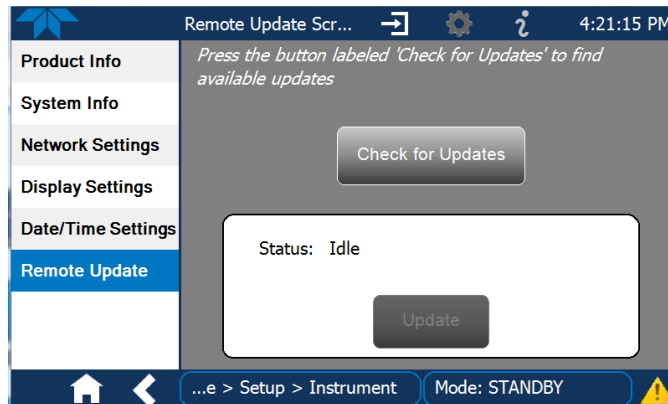 Remote Update Scr...
4:21:15 PM
Product Info
System Info
Network Settings
Display Settings
Date/Time Settings
Remote Update
Press the button labeled 'Check for Updates' to find
available updates
Check for Updates
Status: Idle
Update
...e > Setup > Instrument
Mode: STANDBY